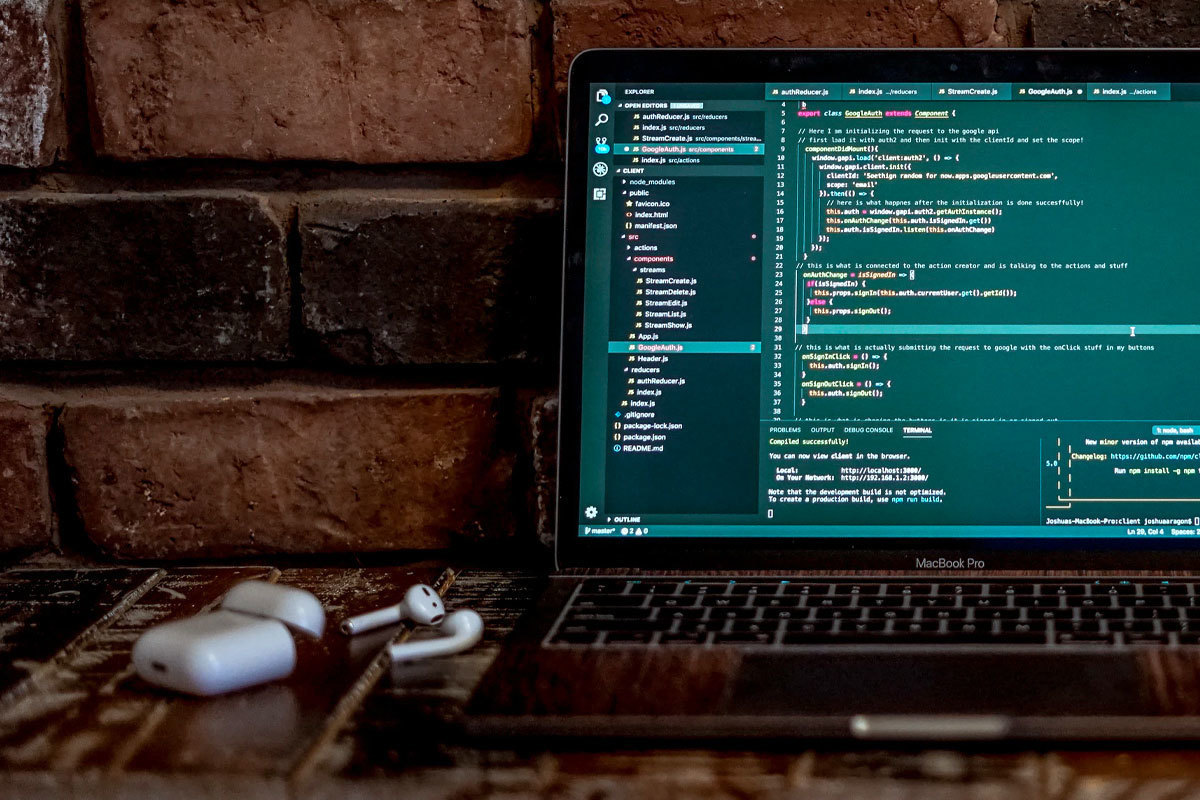 EXPLORER
OPEN EDITORS 1 UNSAVED
authReducer.js src/reducers
index.js src/reducers
StreamCreate.js src/components/strea...
GoogleAuth.js src/components 2
index.js src/actions
CLIENT
node_modules
public
favicon.ico
index.html
manifest.json
src
actions
components
streams
StreamCreate.js
StreamDelete.js
StreamEdit.js
StreamList.js
StreamShow.js
App.js
GoogleAuth.js 2
Header.js
reducers
authReducer.js
index.js
index.js
.gitignore
package-lock.json
package.json
README.md
OUTLINE
master* 2 0
authReducer.js index.js .../reducers StreamCreate.js GoogleAuth.js index.js .../actions
4
5 export class GoogleAuth extends Component {
6
7 // Here I am initializing the request to the google api
8 // first load it with auth2 and then init with the clientId and set the scope!
9 componentDidMount(){
10 window.gapi.load('client:auth2', () => {
11 window.gapi.client.init({
12 clientId: 'Soethign random for now.apps.googleusercontent.com',
13 scope: 'email'
14 }).then(() => {
15 // here is what happnes after the initialization is done succesffully!
16 this.auth = window.gapi.auth2.getAuthInstance();
17 this.onAuthChange(this.auth.isSignedIn.get())
18 this.auth.isSignedIn.listen(this.onAuthChange)
19 });
20 });
21 }
22 // this is what is connected to the action creator and is talking to the actions and stuff
23 onAuthChange = isSignedIn => {
24 if(isSignedIn) {
25 this.props.signIn(this.auth.currentUser.get().getId());
26 }else {
27 this.props.signOut();
28 }
29 }
30
31 // this is what is actually submitting the request to google with the onClick stuff in my buttons
32 onSignInClick = () => {
33 this.auth.signIn();
34 }
35 onSignOutClick = () => {
36 this.auth.signOut();
37 }
38
PROBLEMS OUTPUT DEBUG CONSOLE TERMINAL 1: node, bash
Compiled successfully!
You can now view client in the browser.
Local: http://localhost:3000/
On Your Network: http://192.168.1.2:3000/
Note that the development build is not optimized.
To create a production build, use npm run build.
New minor version of npm availab
5.0
Changelog: https://github.com/npm/c
Run npm install -g npm
Joshuas-MacBook-Pro:client joshuaaragon$
Ln 29, Col 4 Spaces: 2
MacBook Pro